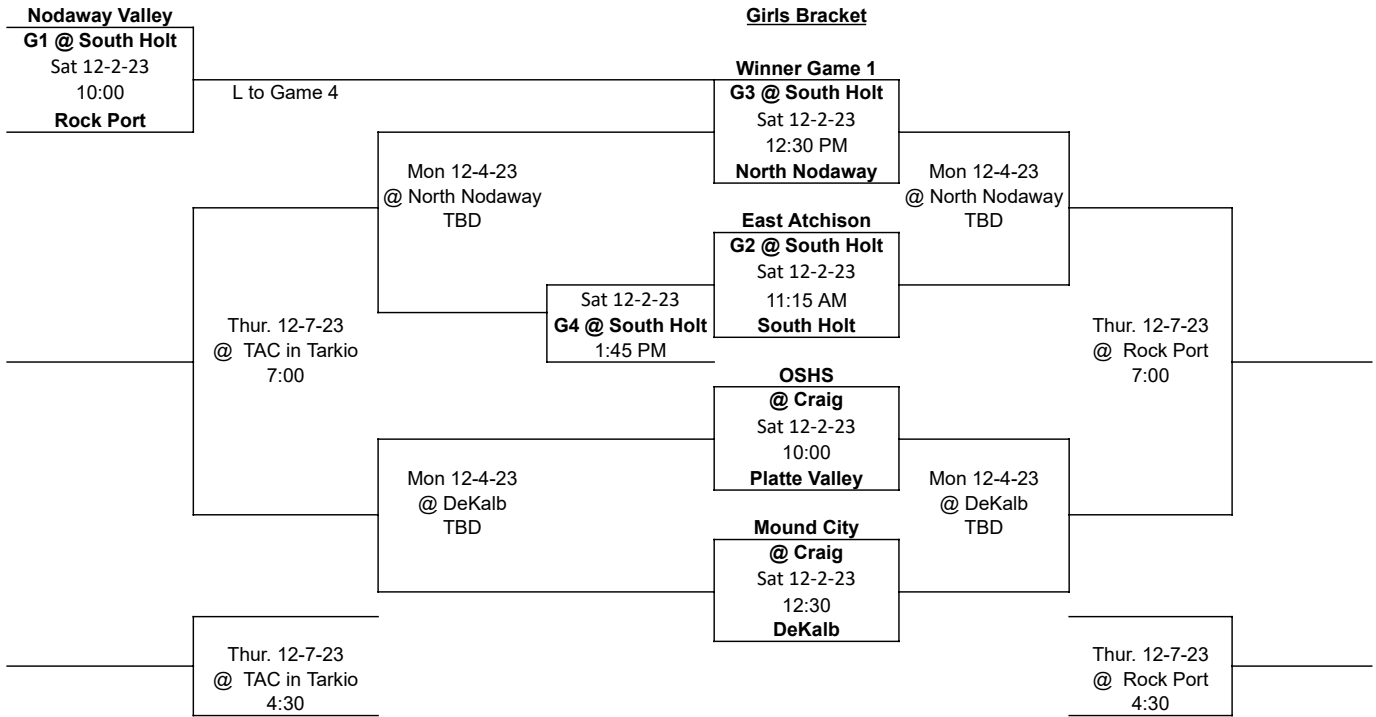 Nodaway Valley
Girls Bracket
G1 @ South Holt
Sat 12-2-23
10:00
Rock Port
L to Game 4
Winner Game 1
G3 @ South Holt
Sat 12-2-23
12:30 PM
North Nodaway
Mon 12-4-23
@ North Nodaway
TBD
Mon 12-4-23
@ North Nodaway
TBD
East Atchison
G2 @ South Holt
Sat 12-2-23
11:15 AM
South Holt
Sat 12-2-23
G4 @ South Holt
1:45 PM
Thur. 12-7-23
@ TAC in Tarkio
7:00
Thur. 12-7-23
@ Rock Port
7:00
OSHS
@ Craig
Sat 12-2-23
10:00
Platte Valley
Mon 12-4-23
@ DeKalb
TBD
Mon 12-4-23
@ DeKalb
TBD
Mound City
@ Craig
Sat 12-2-23
12:30
DeKalb
Thur. 12-7-23
@ TAC in Tarkio
4:30
Thur. 12-7-23
@ Rock Port
4:30